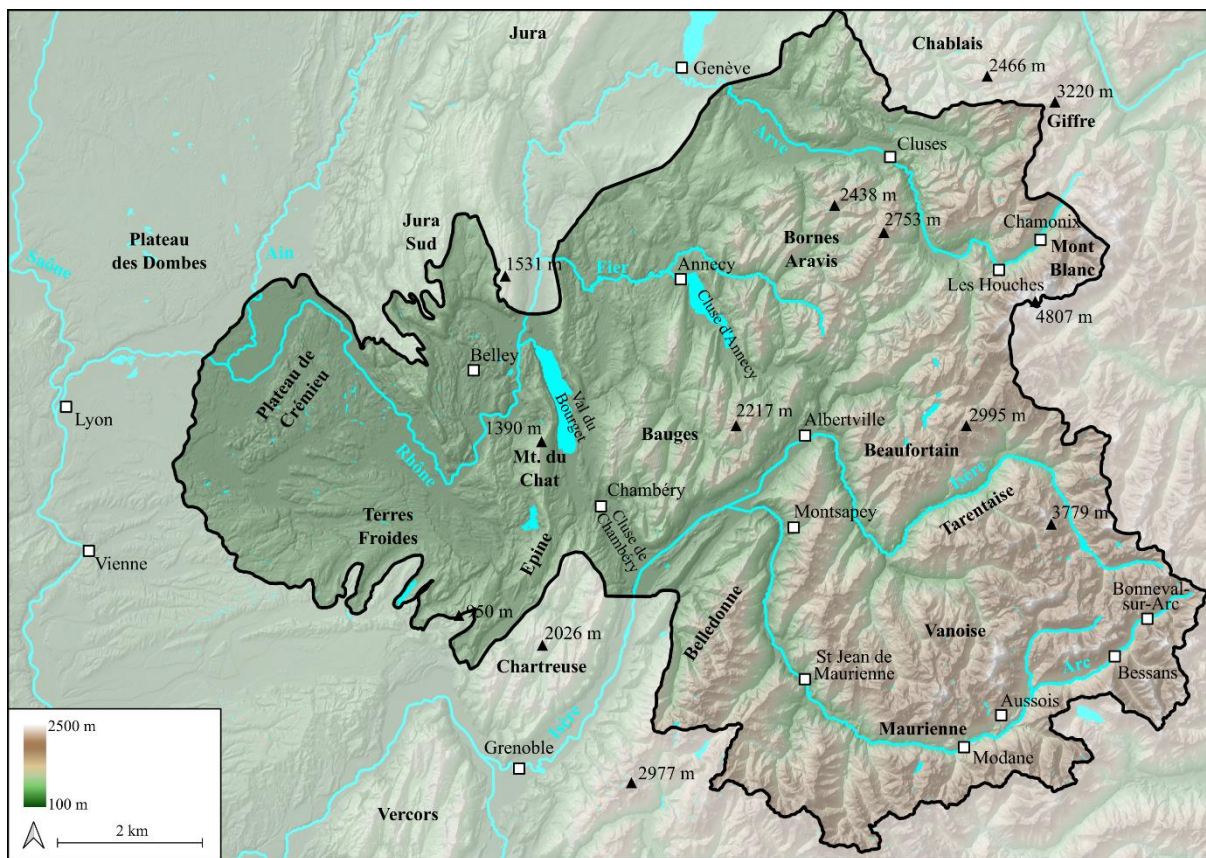 Jura
Chablais
2466 m
Genève
3220 m
Giffre
Arve
Cluses
2438 m
2753 m
Chamonix
Mont
Blanc
Jura
Sud
Plateau
des Dombes
Bornes
Aravis
Saône
Ain
1531 m
Fier
Annecy
Les Houches
4807 m
Cluse d'Annecy
Belley
Plateau de
Crémieu
Lyon
Val du
Bourget
2217 m
2995 m
1390 m
Mt. du
Chat
Bauges
Albertville
Beaufortain
Rhône
Isère
Tarentaise
Chambéry
Cluse de
Chambéry
Montsapey
3779 m
Terres
Froides
Epine
Vienne
950 m
2026 m
Chartreuse
Belledonne
Vanoise
Bonneval-
sur-Arc
Bessans
Arc
St Jean de
Maurienne
Aussois
Maurienne
Modane
Isère
Grenoble
2977 m
Vercors
2500 m
100 m
2 km